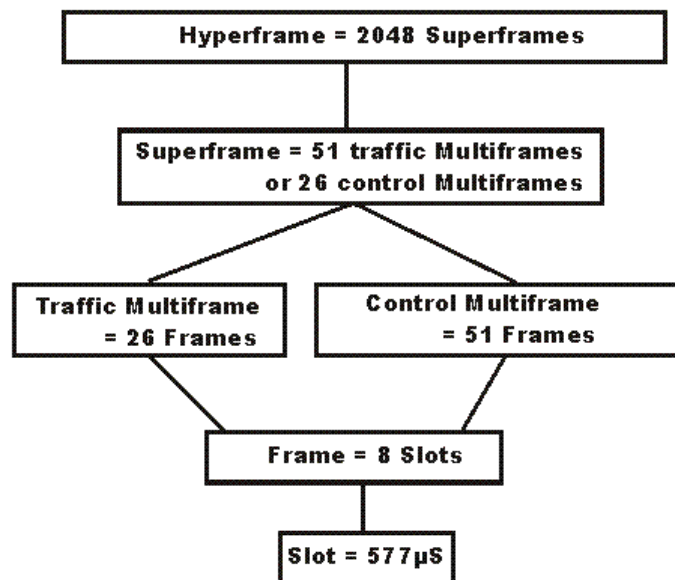 Hyperframe = 2048 Superframes
Superframe = 51 traffic Multiframes
or 26 control Multiframes
Traffic Multiframe
= 26 Frames
Control Multiframe
= 51 Frames
Frame = 8 Slots
Slot = 577µS